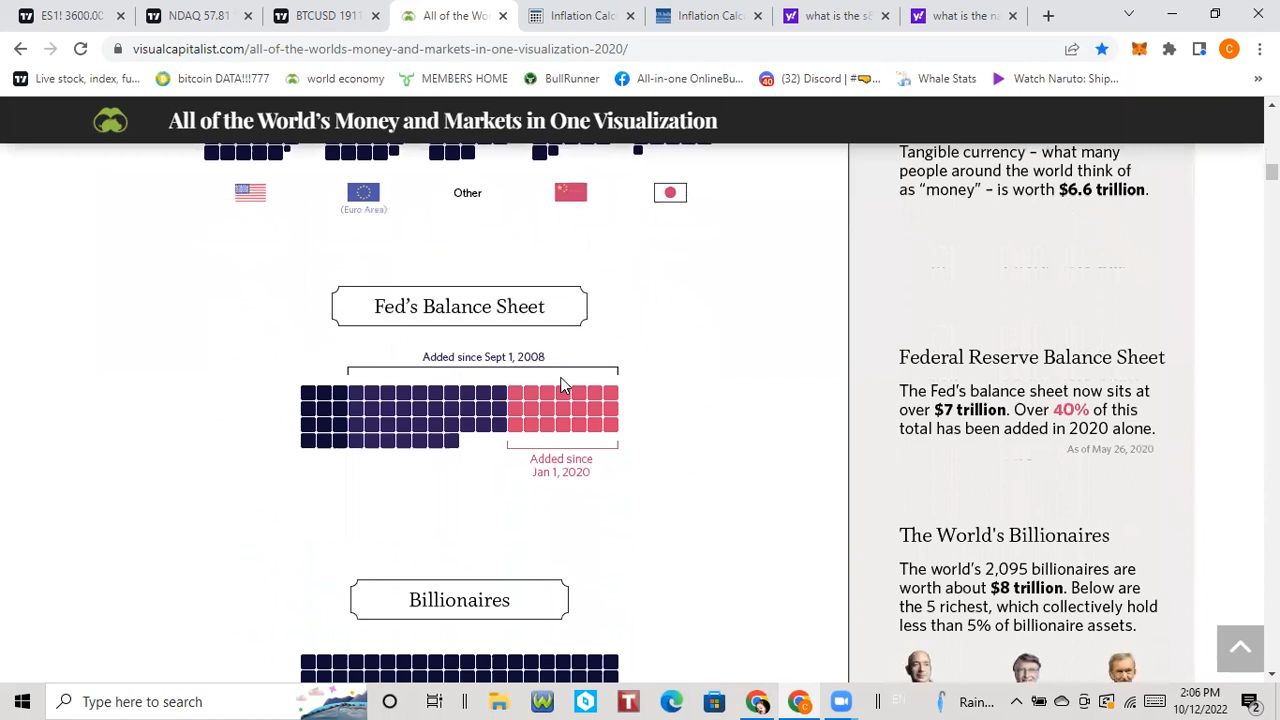 ES1! 3600.
NDAQ 57.87
BTCUSD 19
All of the Wo
Inflation Calc
Inflation Calc
what is the s&
what is the na
visualcapitalist.com/all-of-the-worlds-money-and-markets-in-one-visualization-2020/
C
Live stock, index, fu...
bitcoin DATA!!!777
world economy
MEMBERS HOME
BullRunner
All-in-one OnlineBu...
(32) Discord | #
Whale Stats
Watch Naruto: Ship...
»
All of the World's Money and Markets in One Visualization
(Euro Area)
Other
Tangible currency – what many
people around the world think of
as "money" – is worth $6.6 trillion.
Fed's Balance Sheet
Added since Sept 1, 2008
Added since
Jan 1, 2020
Federal Reserve Balance Sheet
The Fed's balance sheet now sits at
over $7 trillion. Over 40% of this
total has been added in 2020 alone.
As of May 26, 2020
Billionaires
The World's Billionaires
The world's 2,095 billionaires are
worth about $8 trillion. Below are
the 5 richest, which collectively hold
less than 5% of billionaire assets.
Type here to search
Rain...
2:06 PM
10/12/2022